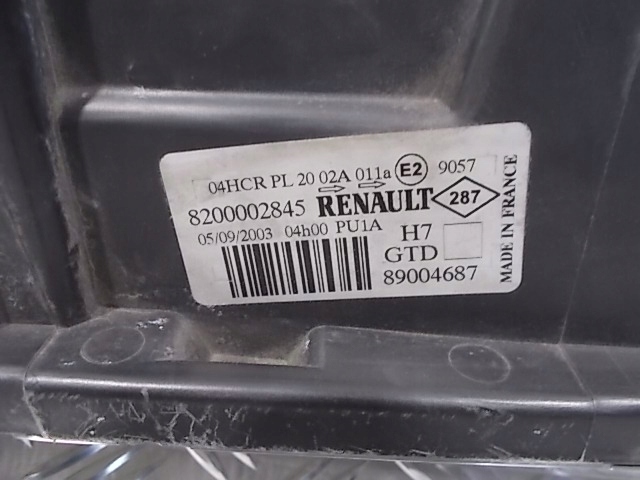 04HCR PL 20 02A 011a E2 9057
8200002845 RENAULT 287
05/09/2003 04h00 PU1A H7
GTD
89004687
MADE IN FRANCE